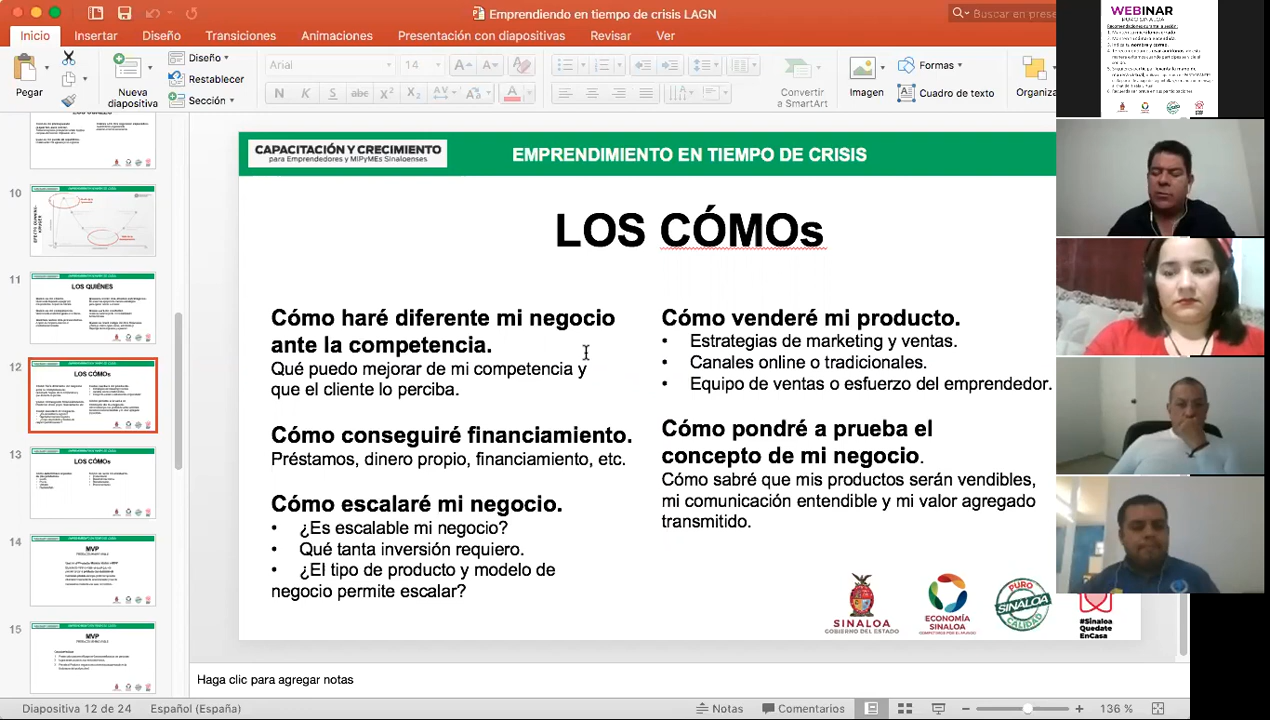 Emprendiendo en tiempo de crisis LAGN
Buscar en prese
Inicio
Insertar
Diseño
Transiciones
Animaciones
Presentación con diapositivas
Revisar
Ver
Pegar
Nueva
diapositiva
Diseño
Restablecer
Sección
Arial
14
Convertir
a SmartArt
Imagen
Formas
Cuadro de texto
Organiza
10
11
LOS QUIÉNES
12
LOS CÓMOs
13
LOS CÓMOs
14
MVP
15
MVP
CAPACITACIÓN Y CRECIMIENTO
para Emprendedores y MIPyMEs Sinaloenses
EMPRENDIMIENTO EN TIEMPO DE CRISIS
LOS CÓMOs
Cómo haré diferente mi negocio
ante la competencia.
Qué puedo mejorar de mi competencia y
que el cliente lo perciba.
Cómo conseguiré financiamiento.
Préstamos, dinero propio, financiamiento, etc.
Cómo escalaré mi negocio.
• ¿Es escalable mi negocio?
• Qué tanta inversión requiero.
• ¿El tipo de producto y modelo de
negocio permite escalar?
Cómo venderé mi producto.
• Estrategias de marketing y ventas.
• Canales online o tradicionales.
• Equipo de ventas o esfuerzo del emprendedor.
Cómo pondré a prueba el
concepto de mi negocio.
Cómo sabré que mis productos serán vendibles,
mi comunicación entendible y mi valor agregado
transmitido.
SINALOA
GOBIERNO DEL ESTADO
ECONOMÍA
SINALOA
PURO
SINALOA
CALIDAD
#Sinaloa
Quedate
EnCasa
WEBINAR
PURO SINALOA
Haga clic para agregar notas
Diapositiva 12 de 24
Español (España)
Notas
Comentarios
136 %